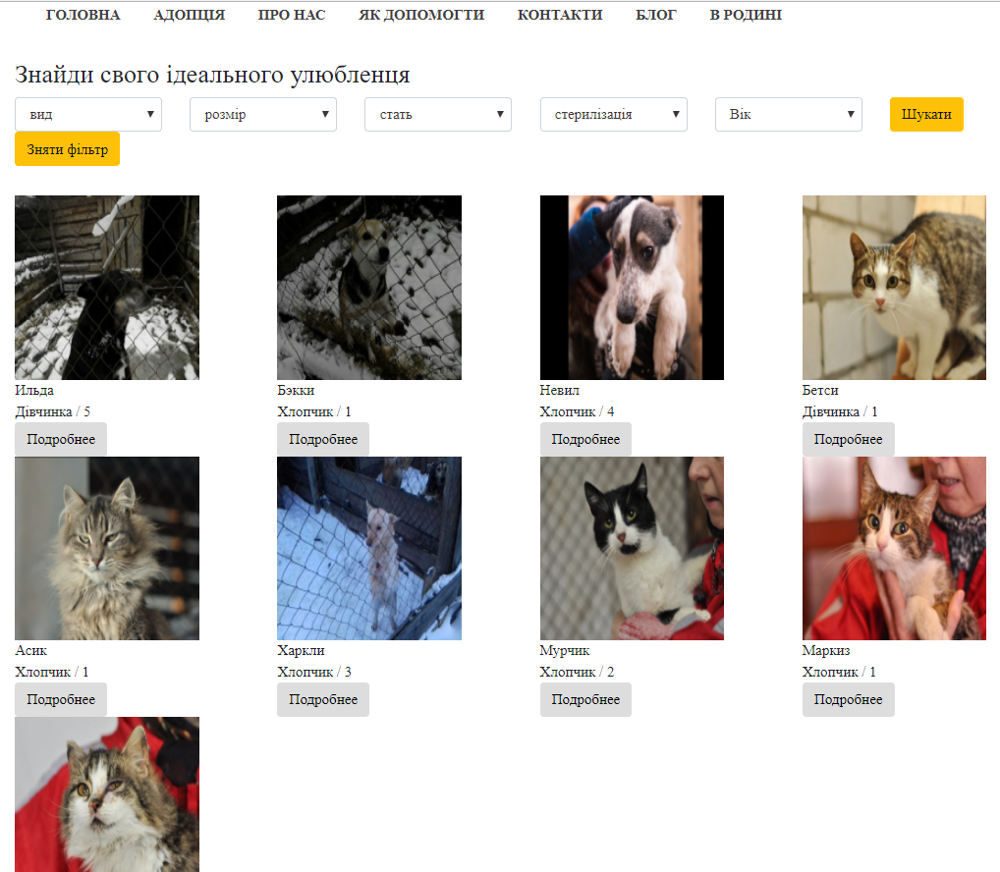 ГОЛОВНА АДОПЦІЯ ПРО НАС ЯК ДОПОМОГТИ КОНТАКТИ БЛОГ В РОДИНІ
Знайди свого ідеального улюбленця
вид розмір стать стерилізація Вік Шукати
Зняти фільтр
Ильда Бэкки Невил Бетси
Дівчинка / 5 Хлопчик / 1 Хлопчик / 4 Дівчинка / 1
Подробнее Подробнее Подробнее Подробнее
Асик Харкли Мурчик Маркиз
Хлопчик / 1 Хлопчик / 3 Хлопчик / 2 Хлопчик / 1
Подробнее Подробнее Подробнее Подробнее